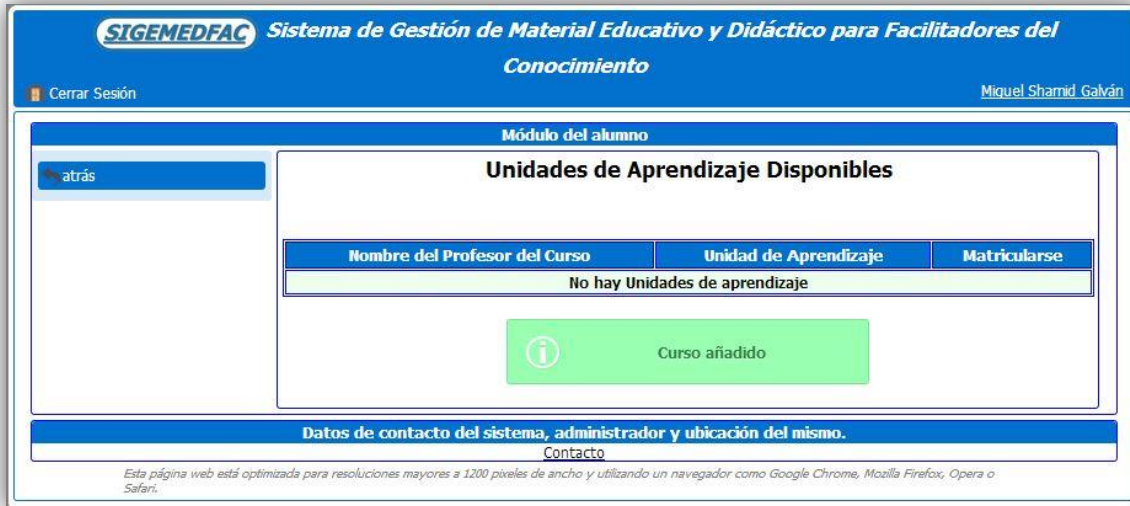 SIGEMEDFAC Sistema de Gestión de Material Educativo y Didáctico para Facilitadores del
Conocimiento
Cerrar Sesión Miguel Shamid Galván
Módulo del alumno
atrás
Unidades de Aprendizaje Disponibles
Nombre del Profesor del Curso Unidad de Aprendizaje Matricularse
No hay Unidades de aprendizaje
Curso añadido
Datos de contacto del sistema, administrador y ubicación del mismo.
Contacto
Esta página web está optimizada para resoluciones mayores a 1200 pixeles de ancho y utilizando un navegador como Google Chrome, Mozilla Firefox, Opera o
Safari.